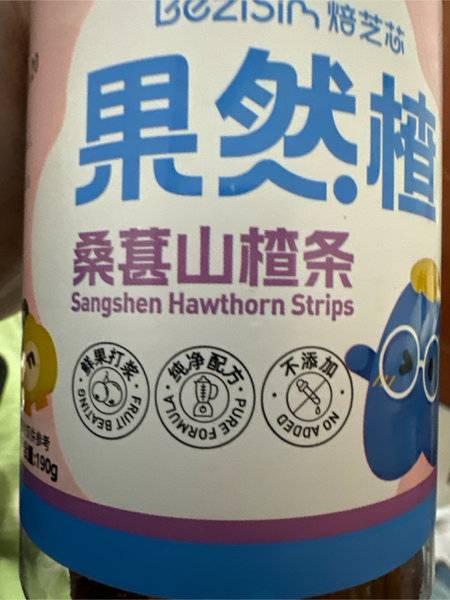 BEZISIM 焙芝芯
果然.楂
桑葚山楂条
Sangshen Hawthorn Strips
鲜果打浆
FRUIT BEATING
纯净配方
PURE FORMULA
不添加
NO ADDED
190g